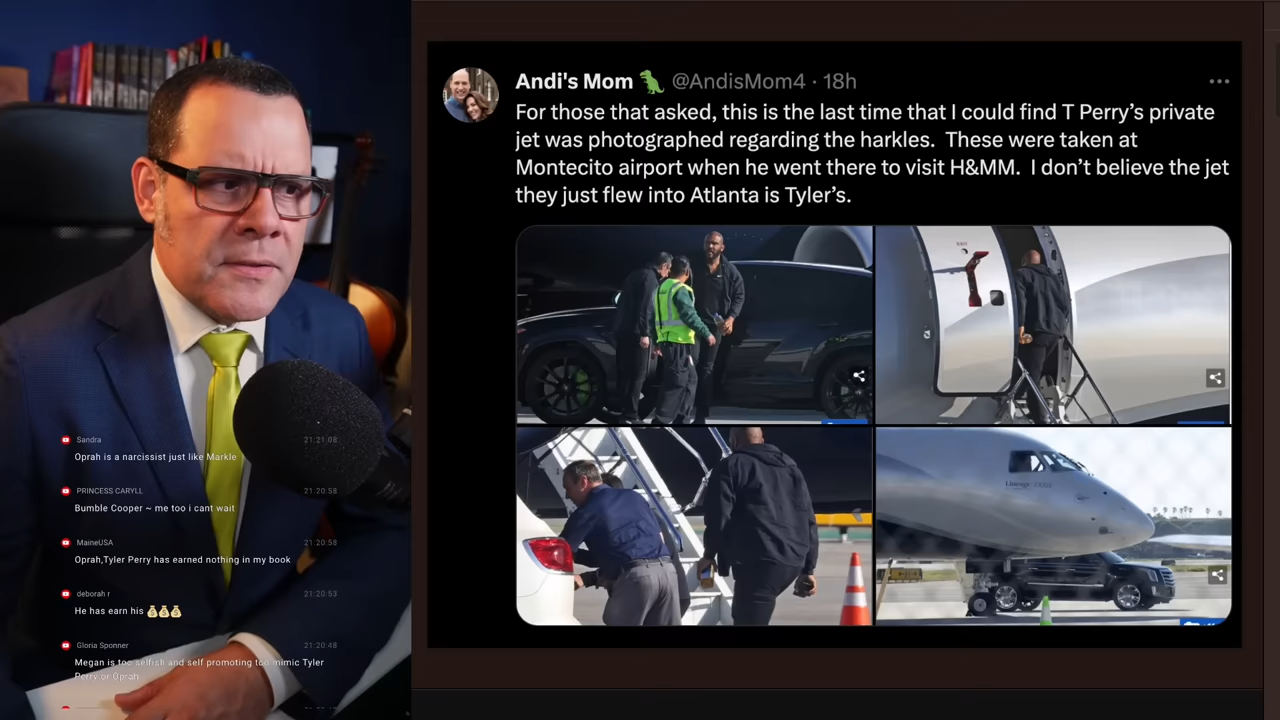 Andi's Mom 🦖 @AndisMom4 · 18h
For those that asked, this is the last time that I could find T Perry’s private
jet was photographed regarding the harkles.  These were taken at
Montecito airport when he went there to visit H&MM.  I don’t believe the jet
they just flew into Atlanta is Tyler’s.
Sandra 21:21:08
Oprah is a narcissist just like Markle
PRINCESS CARYLL 21:20:58
Bumble Cooper ~ me too i cant wait
MaineUSA 21:20:58
Oprah,Tyler Perry has earned nothing in my book
deborah r 21:20:53
He has earn his 💰💰💰
Gloria Sponner 21:20:48
Megan is too selfish and self promoting too mimic Tyler
Perry or Oprah
Lineage